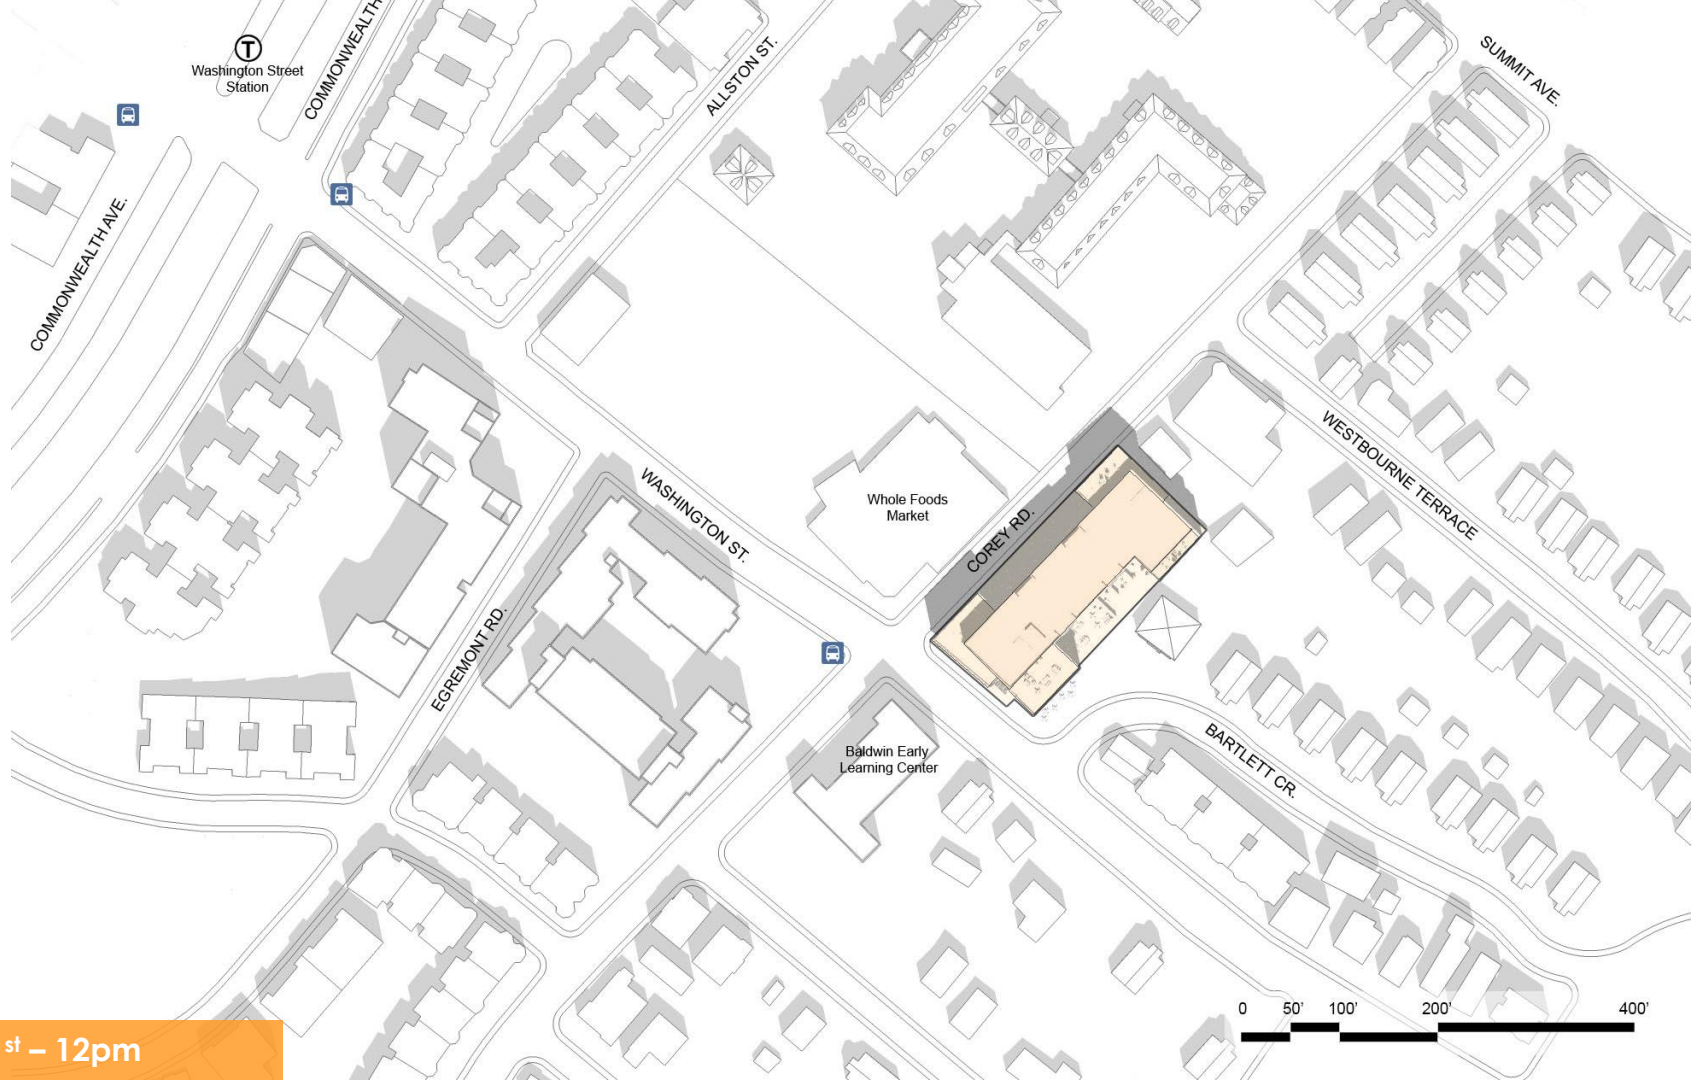 T
Washington Street
Station
COMMONWEALTH
ALLSTON ST.
SUMMIT AVE.
COMMONWEALTH AVE.
WESTBOURNE TERRACE
WASHINGTON ST.
Whole Foods
Market
COREY RD.
EGREMONT RD.
BARTLETT CR.
Baldwin Early
Learning Center
0 50' 100' 200' 400'
st – 12pm